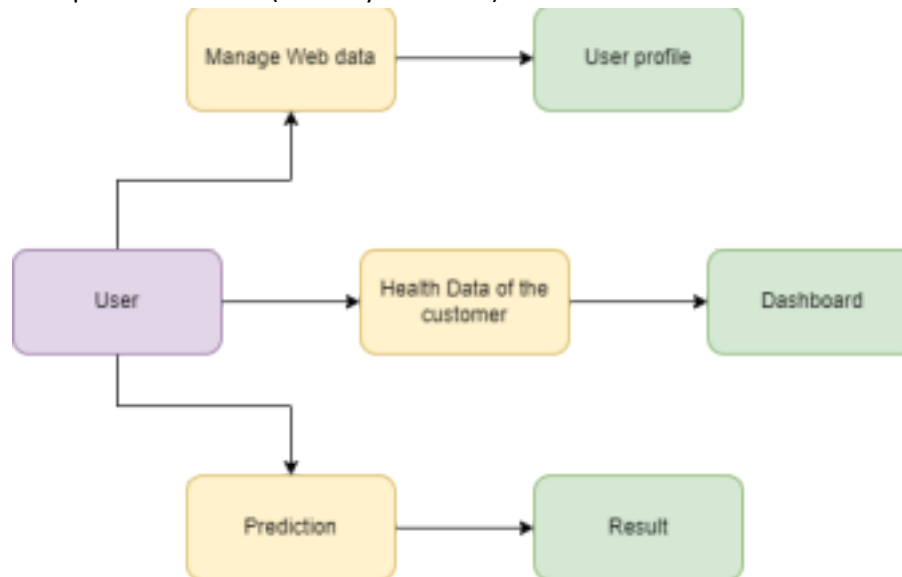 Manage Web data
User profile
User
Health Data of the
customer
Dashboard
Prediction
Result